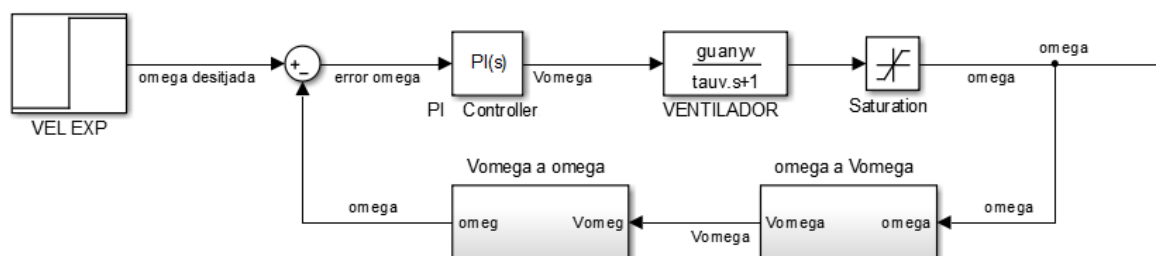 omega desitjada
VEL EXP
+
-
error omega
PI(s)
PI Controller
Vomega
guanyv
tauv.s+1
VENTILADOR
Saturation
omega
omega
Vomega a omega
omega a Vomega
omega
omeg
Vomeg
Vomega
Vomega
omega
omega